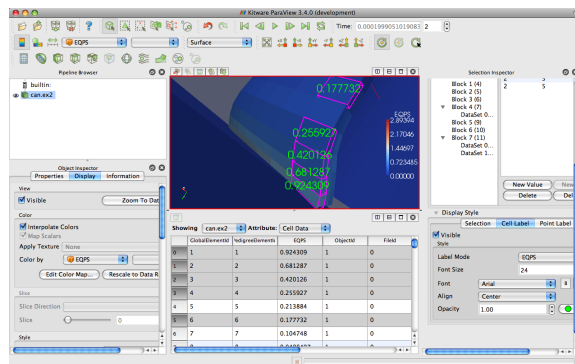 Kitware ParaView 3.4.0 (development)
Time: 0.0001999051019083 2
EQPS
Surface
Pipeline Browser
builtin:
can.ex2
Object Inspector
Properties Display Information
View
Visible
Zoom To Dat
Color
Interpolate Colors
Map Scalars
Apply Texture None
Color by EQPS
Edit Color Map... Rescale to Data R
Slice
Slice Direction
Slice 0
Style
0.177732
0.255927
0.420126
0.681287
0.924309
EQPS
2.89394
2.17046
1.44697
0.723485
0.00000
Showing can.ex2 Attribute: Cell Data
GlobalElementId EQPS ObjectId FileId
0 1 1 0.924309 1 0
1 2 2 0.681287 1 0
2 3 3 0.420126 1 0
3 4 4 0.255927 1 0
4 5 5 0.213884 1 0
5 6 6 0.177732 1 0
6 7 7 0.104748 1 0
Selection Inspector
Block 1 (4)
Block 2 (5)
Block 3 (6)
Block 4 (7)
DataSet 0...
Block 5 (9)
Block 6 (10)
Block 7 (11)
DataSet 0...
DataSet 1...
2 5
New Value New
Delete Del
Display Style
Selection Cell Label Point Label
Visible
Style
Label Mode EQPS
Font Size 24
Font Arial
Align Center
Opacity 1.00